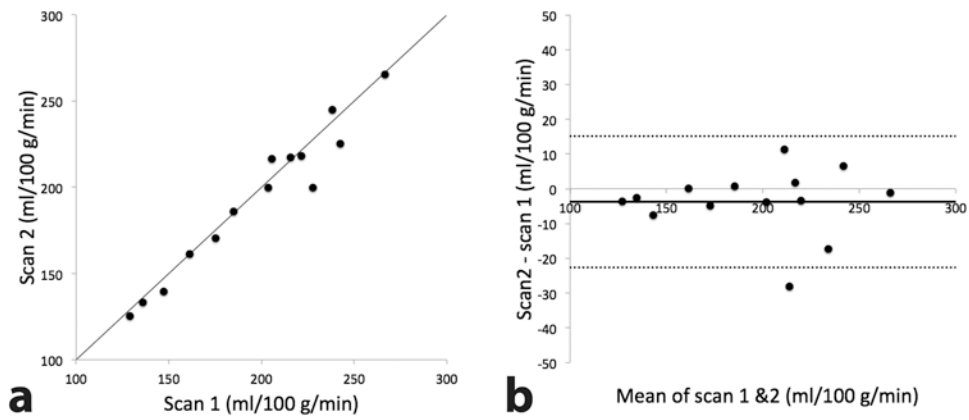 300
250
200
150
100
100 150 200 250 300
Scan 2 (ml/100 g/min)
Scan 1 (ml/100 g/min)
a
50
40
30
20
10
0
-10
-20
-30
-40
-50
100 150 200 250 300
Scan2 - scan 1 (ml/100 g/min)
Mean of scan 1 &2 (ml/100 g/min)
b